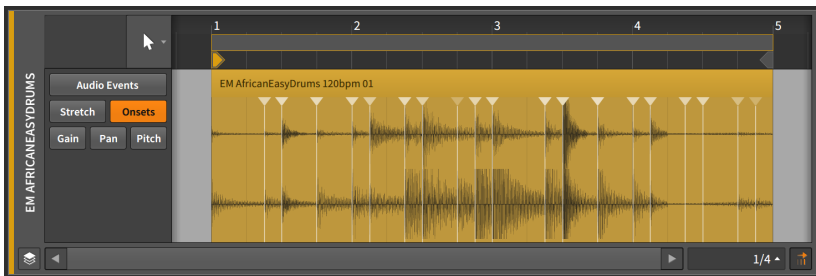 1 2 3 4 5
EM AFRICANEASYDRUMS
Audio Events
EM AfricanEasyDrums 120bpm 01
Stretch Onsets
Gain Pan Pitch
1/4